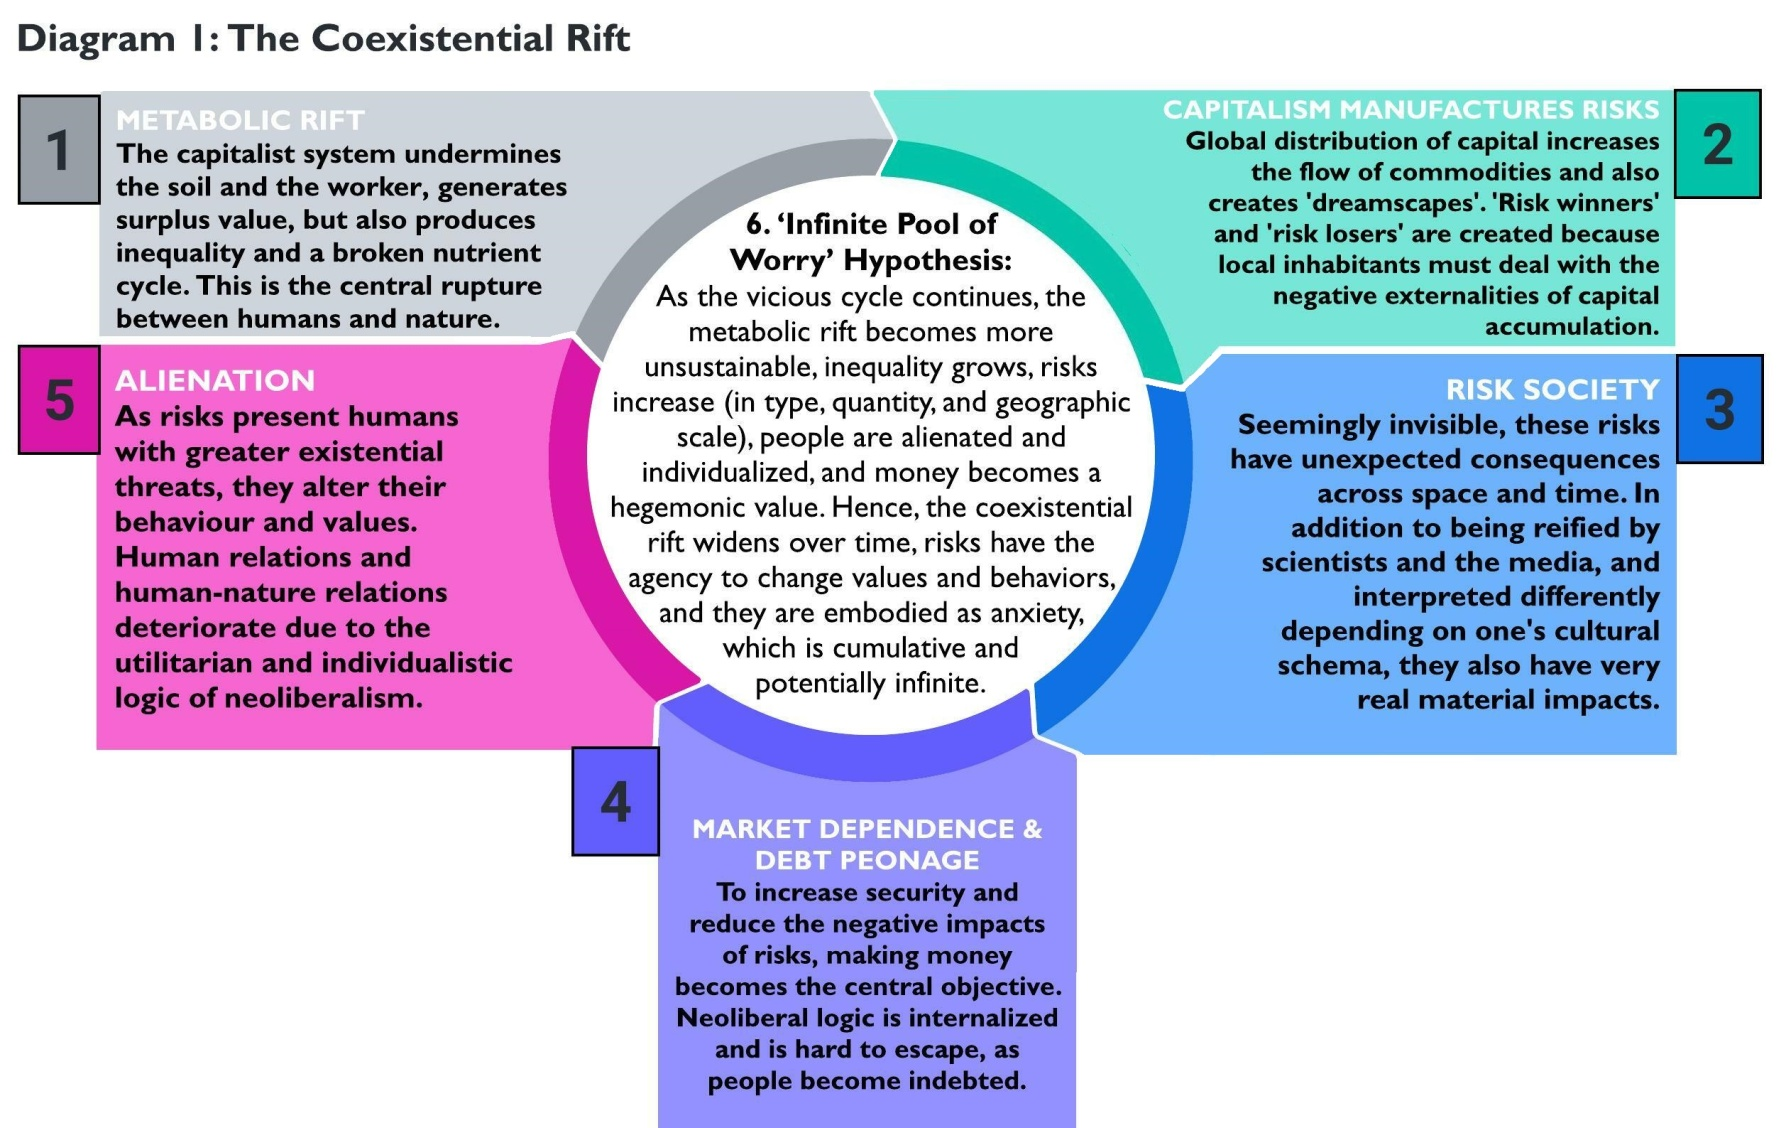 Diagram 1: The Coexistential Rift
1
METABOLIC RIFT
The capitalist system undermines
the soil and the worker, generates
surplus value, but also produces
inequality and a broken nutrient
cycle. This is the central rupture
between humans and nature.
2
CAPITALISM MANUFACTURES RISKS
Global distribution of capital increases
the flow of commodities and also
creates 'dreamscapes'. 'Risk winners'
and 'risk losers' are created because
local inhabitants must deal with the
negative externalities of capital
accumulation.
3
RISK SOCIETY
Seemingly invisible, these risks
have unexpected consequences
across space and time. In
addition to being reified by
scientists and the media, and
interpreted differently
depending on one's cultural
schema, they also have very
real material impacts.
4
MARKET DEPENDENCE &
DEBT PEONAGE
To increase security and
reduce the negative impacts
of risks, making money
becomes the central objective.
Neoliberal logic is internalized
and is hard to escape, as
people become indebted.
5
ALIENATION
As risks present humans
with greater existential
threats, they alter their
behaviour and values.
Human relations and
human-nature relations
deteriorate due to the
utilitarian and individualistic
logic of neoliberalism.
6. ‘Infinite Pool of
Worry’ Hypothesis:
As the vicious cycle continues, the
metabolic rift becomes more
unsustainable, inequality grows, risks
increase (in type, quantity, and geographic
scale), people are alienated and
individualized, and money becomes a
hegemonic value. Hence, the coexistential
rift widens over time, risks have the
agency to change values and behaviors,
and they are embodied as anxiety,
which is cumulative and
potentially infinite.